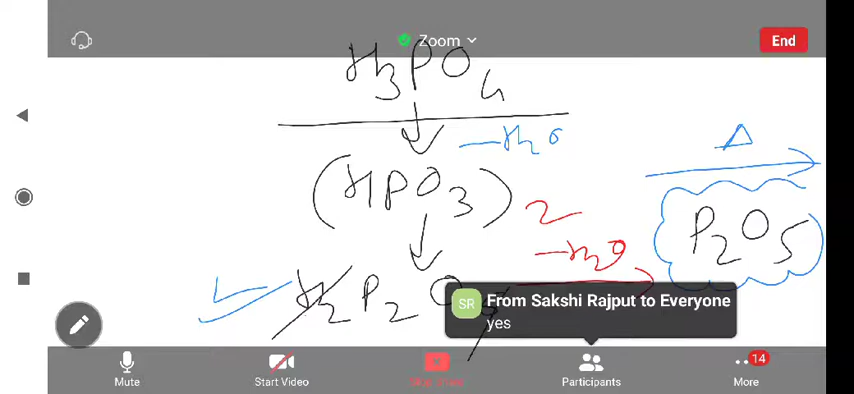 Zoom
End
H3PO4
-H2O
(HPO3)2
Δ
-H2O
P2O5
H2P2O
SR
From Sakshi Rajput to Everyone
yes
Mute
Start Video
Participants
14
More